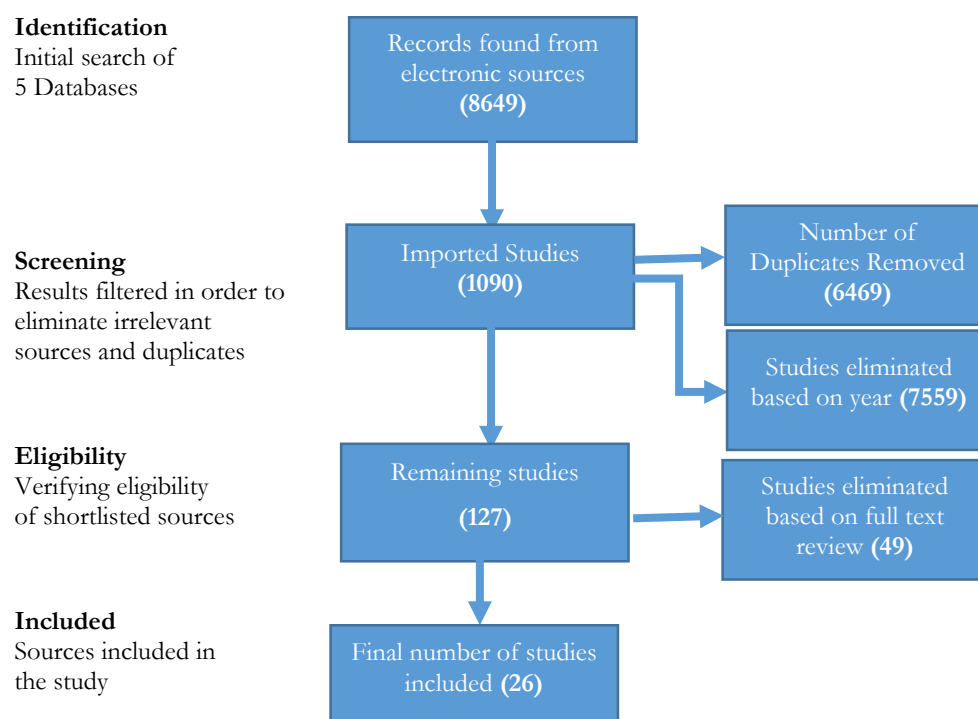 Identification
Initial search of
5 Databases
Records found from
electronic sources
(8649)
Screening
Results filtered in order to
eliminate irrelevant
sources and duplicates
Imported Studies
(1090)
Number of
Duplicates Removed
(6469)
Studies eliminated
based on year (7559)
Eligibility
Verifying eligibility
of shortlisted sources
Remaining studies
(127)
Studies eliminated
based on full text
review (49)
Included
Sources included in
the study
Final number of studies
included (26)